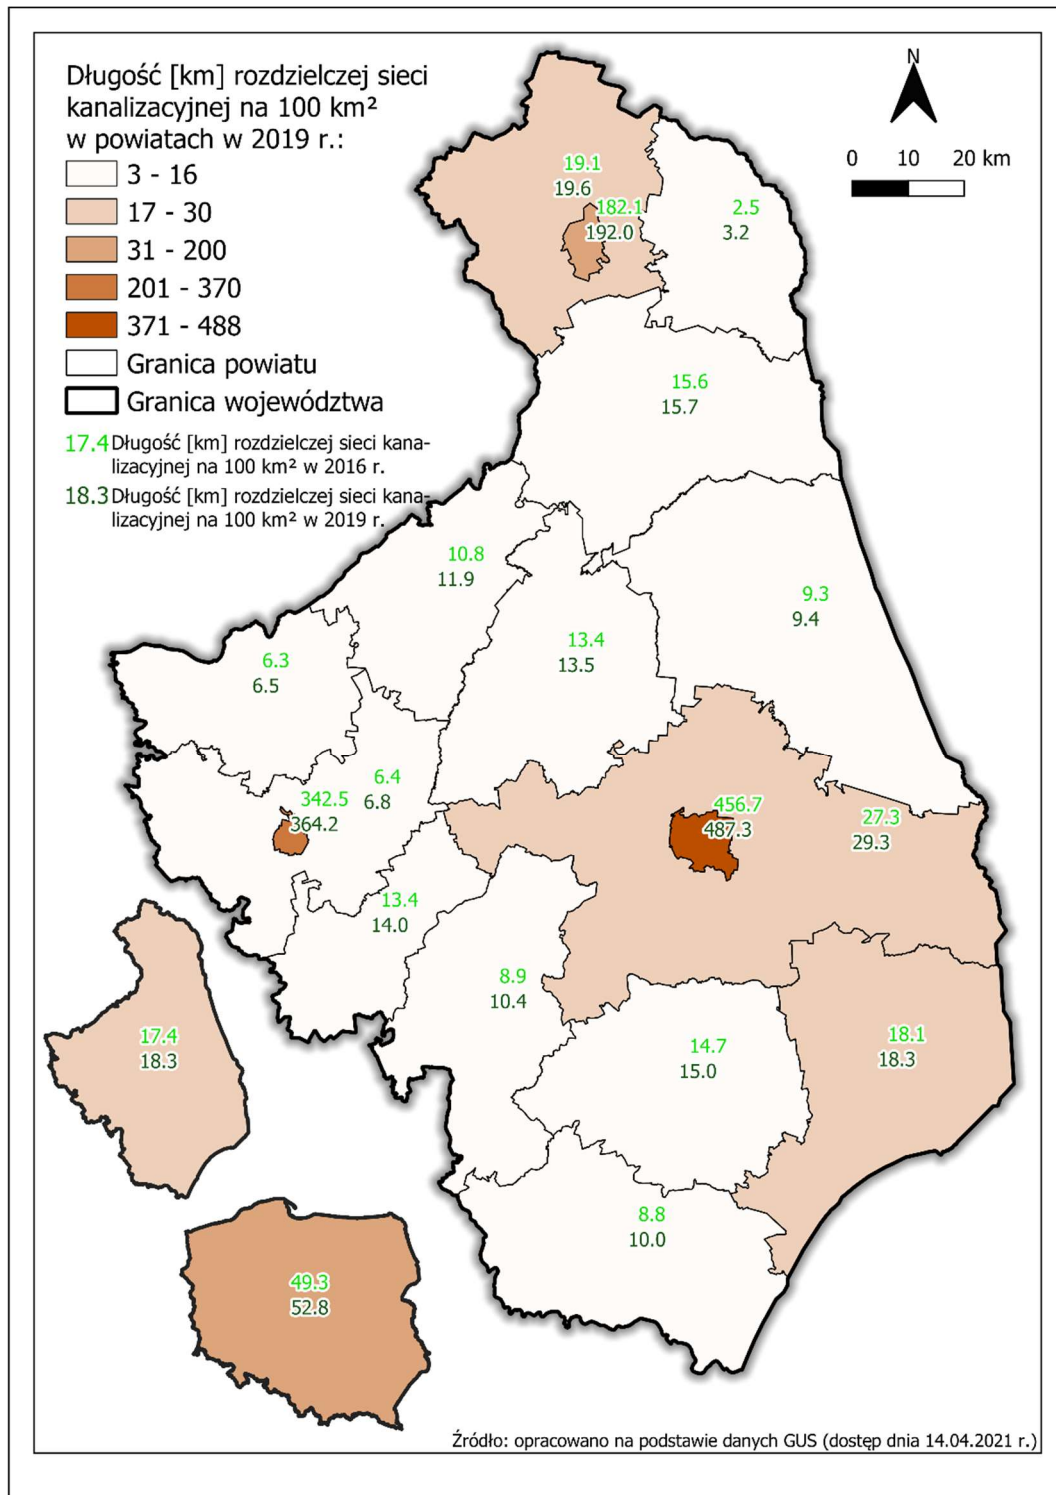 Długość [km] rozdzielczej sieci
kanalizacyjnej na 100 km²
w powiatach w 2019 r.:
3 - 16
17 - 30
31 - 200
201 - 370
371 - 488
Granica powiatu
Granica województwa
17.4 Długość [km] rozdzielczej sieci kana-
lizacyjnej na 100 km² w 2016 r.
18.3 Długość [km] rozdzielczej sieci kana-
lizacyjnej na 100 km² w 2019 r.
N
0 10 20 km
19.1
19.6
182.1
192.0
2.5
3.2
15.6
15.7
10.8
11.9
9.3
9.4
13.4
13.5
6.3
6.5
6.4
6.8
342.5
364.2
456.7
487.3
27.3
29.3
13.4
14.0
8.9
10.4
14.7
15.0
18.1
18.3
8.8
10.0
17.4
18.3
49.3
52.8
Źródło: opracowano na podstawie danych GUS (dostęp dnia 14.04.2021 r.)